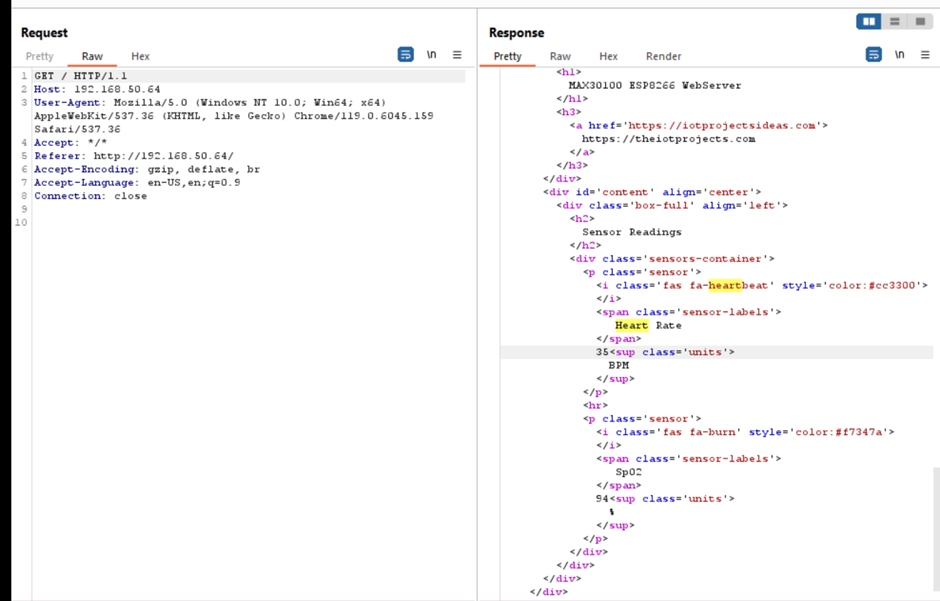 Request
Pretty Raw Hex \n
1 GET / HTTP/1.1
2 Host: 192.168.50.64
3 User-Agent: Mozilla/5.0 (Windows NT 10.0; Win64; x64)
AppleWebKit/537.36 (KHTML, like Gecko) Chrome/119.0.6045.159
Safari/537.36
4 Accept: */*
5 Referer: http://192.168.50.64/
6 Accept-Encoding: gzip, deflate, br
7 Accept-Language: en-US,en;q=0.9
8 Connection: close
9
10
Response
Pretty Raw Hex Render \n
<h1>
MAX30100 ESP8266 WebServer
</h1>
<h3>
<a href='https://iotprojectsideas.com'>
https://theiotprojects.com
</a>
</h3>
</div>
<div id='content' align='center'>
<div class='box-full' align='left'>
<h2>
Sensor Readings
</h2>
<div class='sensors-container'>
<p class='sensor'>
<i class='fas fa-heartbeat' style='color:#cc3300'>
</i>
<span class='sensor-labels'>
Heart Rate
</span>
35<sup class='units'>
BPM
</sup>
</p>
<hr>
<p class='sensor'>
<i class='fas fa-burn' style='color:#f7347a'>
</i>
<span class='sensor-labels'>
Sp02
</span>
94<sup class='units'>
%
</sup>
</p>
</div>
</div>
</div>
</div>